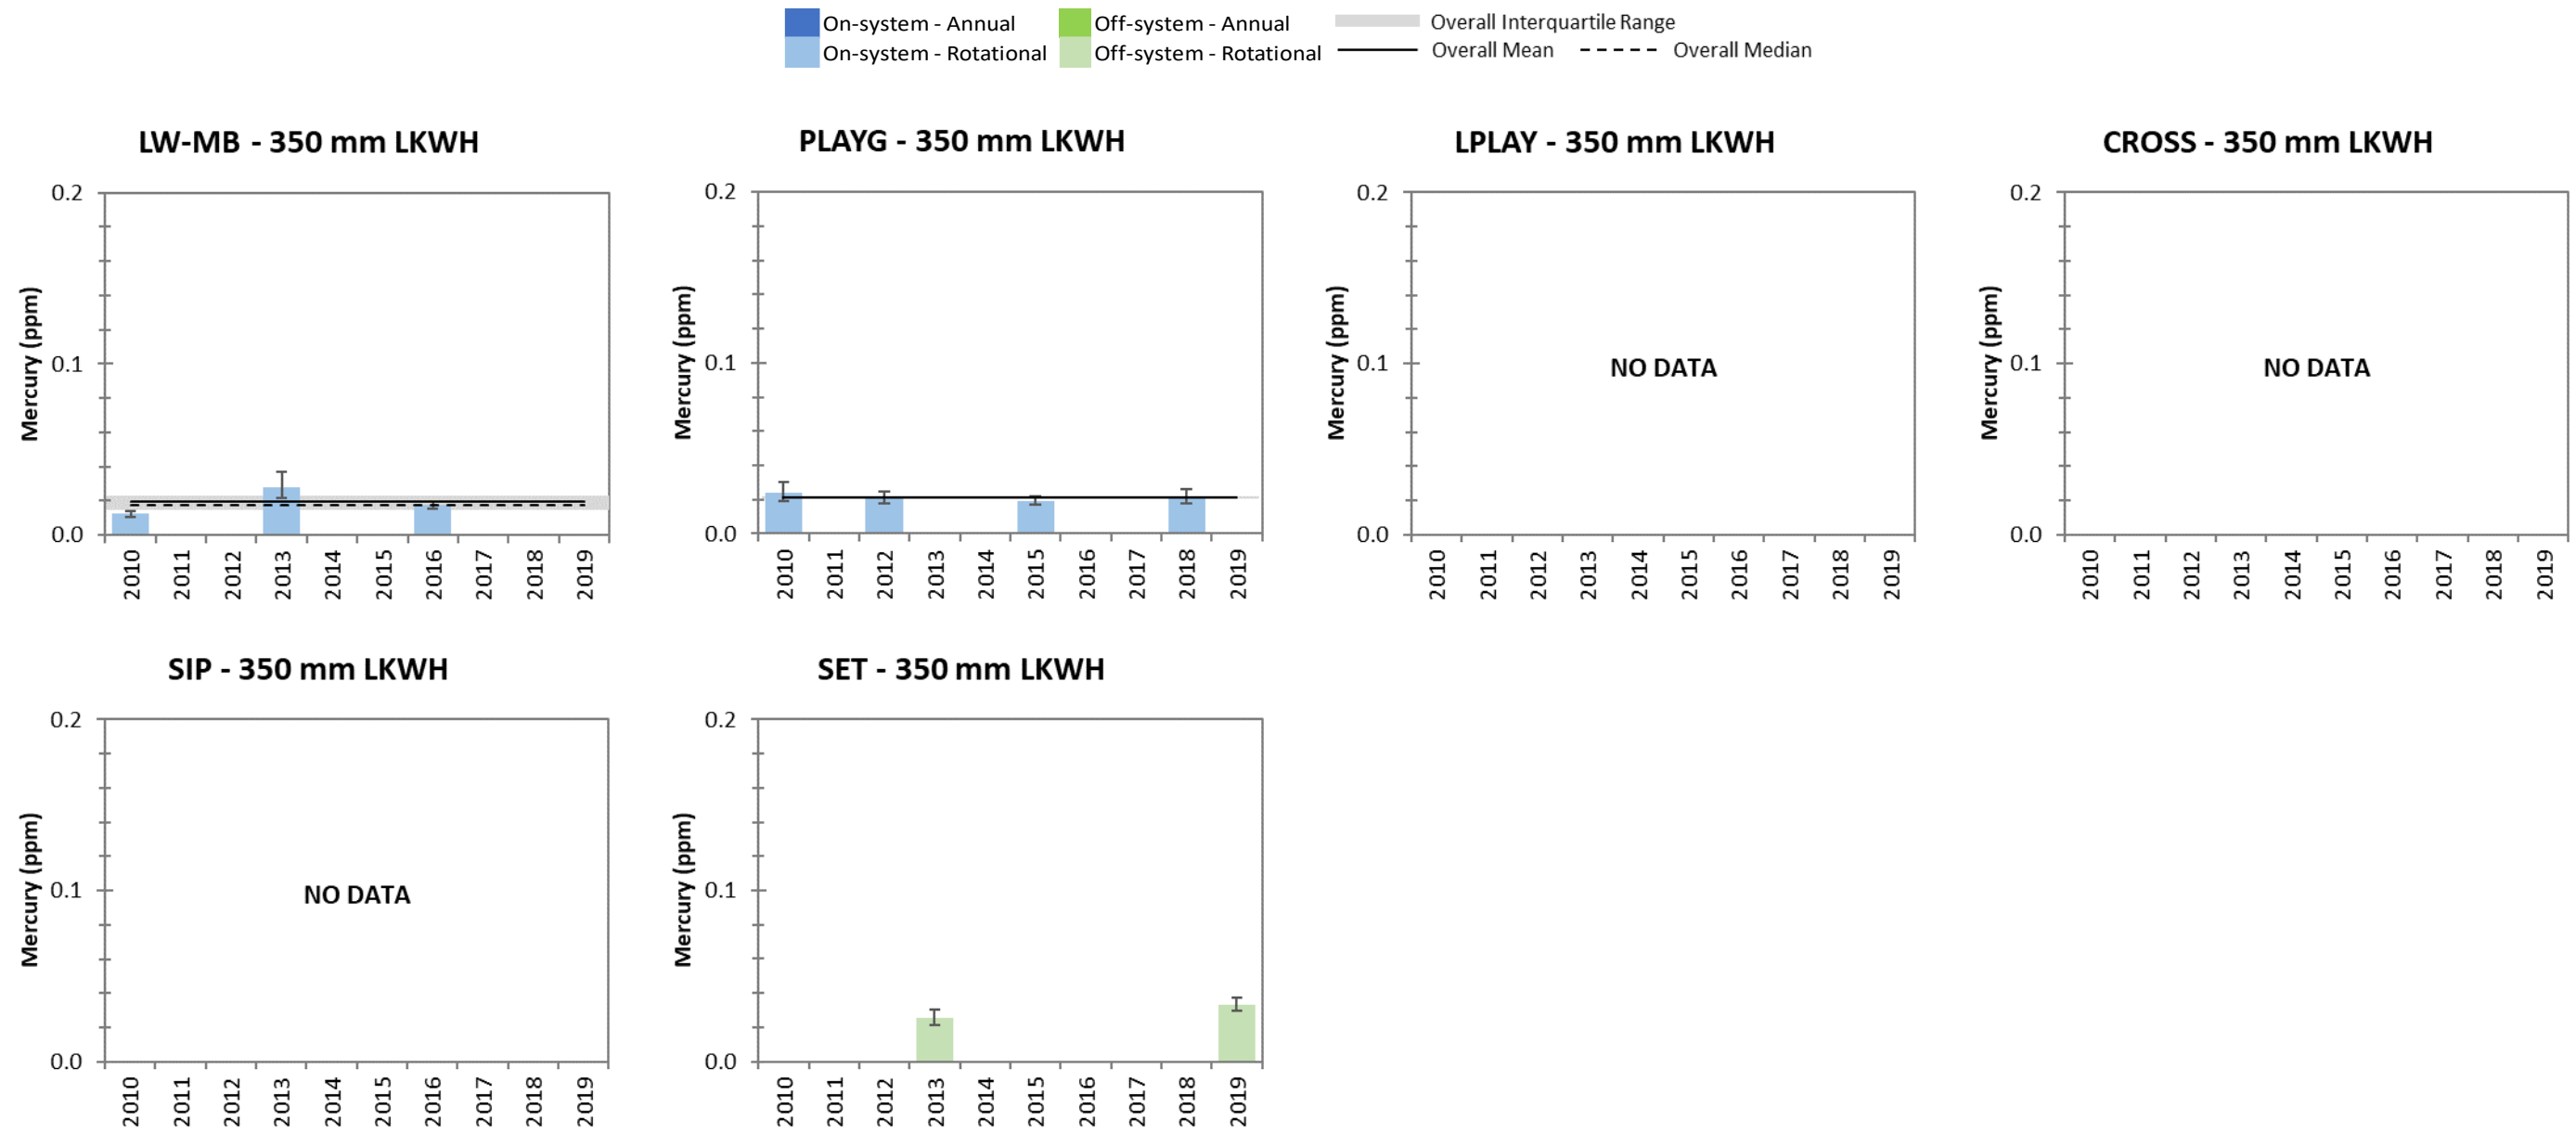 On-system - Annual
Off-system - Annual
Overall Interquartile Range
On-system - Rotational
Off-system - Rotational
Overall Mean
Overall Median
LW-MB - 350 mm LKWH
Mercury (ppm)
0.2
0.1
0.0
2010 2011 2012 2013 2014 2015 2016 2017 2018 2019
PLAYG - 350 mm LKWH
Mercury (ppm)
0.2
0.1
0.0
2010 2011 2012 2013 2014 2015 2016 2017 2018 2019
LPLAY - 350 mm LKWH
Mercury (ppm)
0.2
0.1
0.0
NO DATA
2010 2011 2012 2013 2014 2015 2016 2017 2018 2019
CROSS - 350 mm LKWH
Mercury (ppm)
0.2
0.1
0.0
NO DATA
2010 2011 2012 2013 2014 2015 2016 2017 2018 2019
SIP - 350 mm LKWH
Mercury (ppm)
0.2
0.1
0.0
NO DATA
2010 2011 2012 2013 2014 2015 2016 2017 2018 2019
SET - 350 mm LKWH
Mercury (ppm)
0.2
0.1
0.0
2010 2011 2012 2013 2014 2015 2016 2017 2018 2019